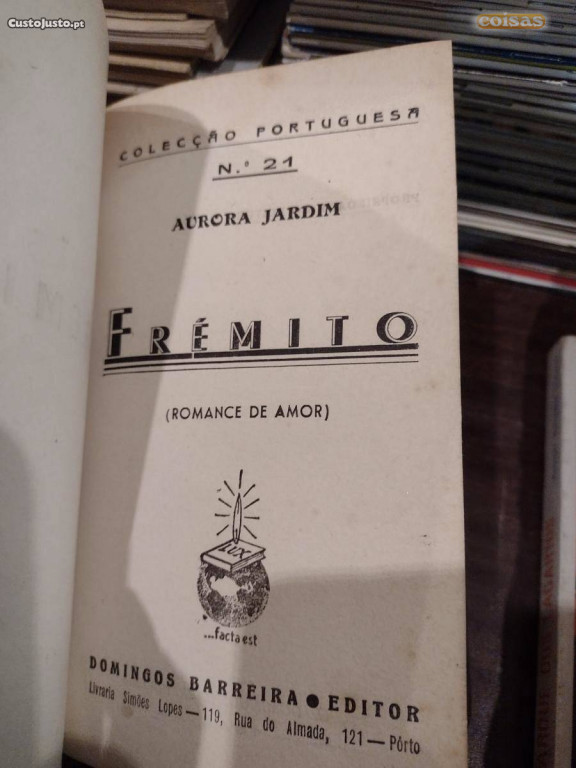 CustoJusto.pt
coisas
COLECÇÃO PORTUGUESA
N.º 21
AURORA JARDIM
FRÉMITO
(ROMANCE DE AMOR)
LUX
...facta est
DOMINGOS BARREIRA ● EDITOR
Livraria Simões Lopes — 119, Rua do Almada, 121 — Pôrto